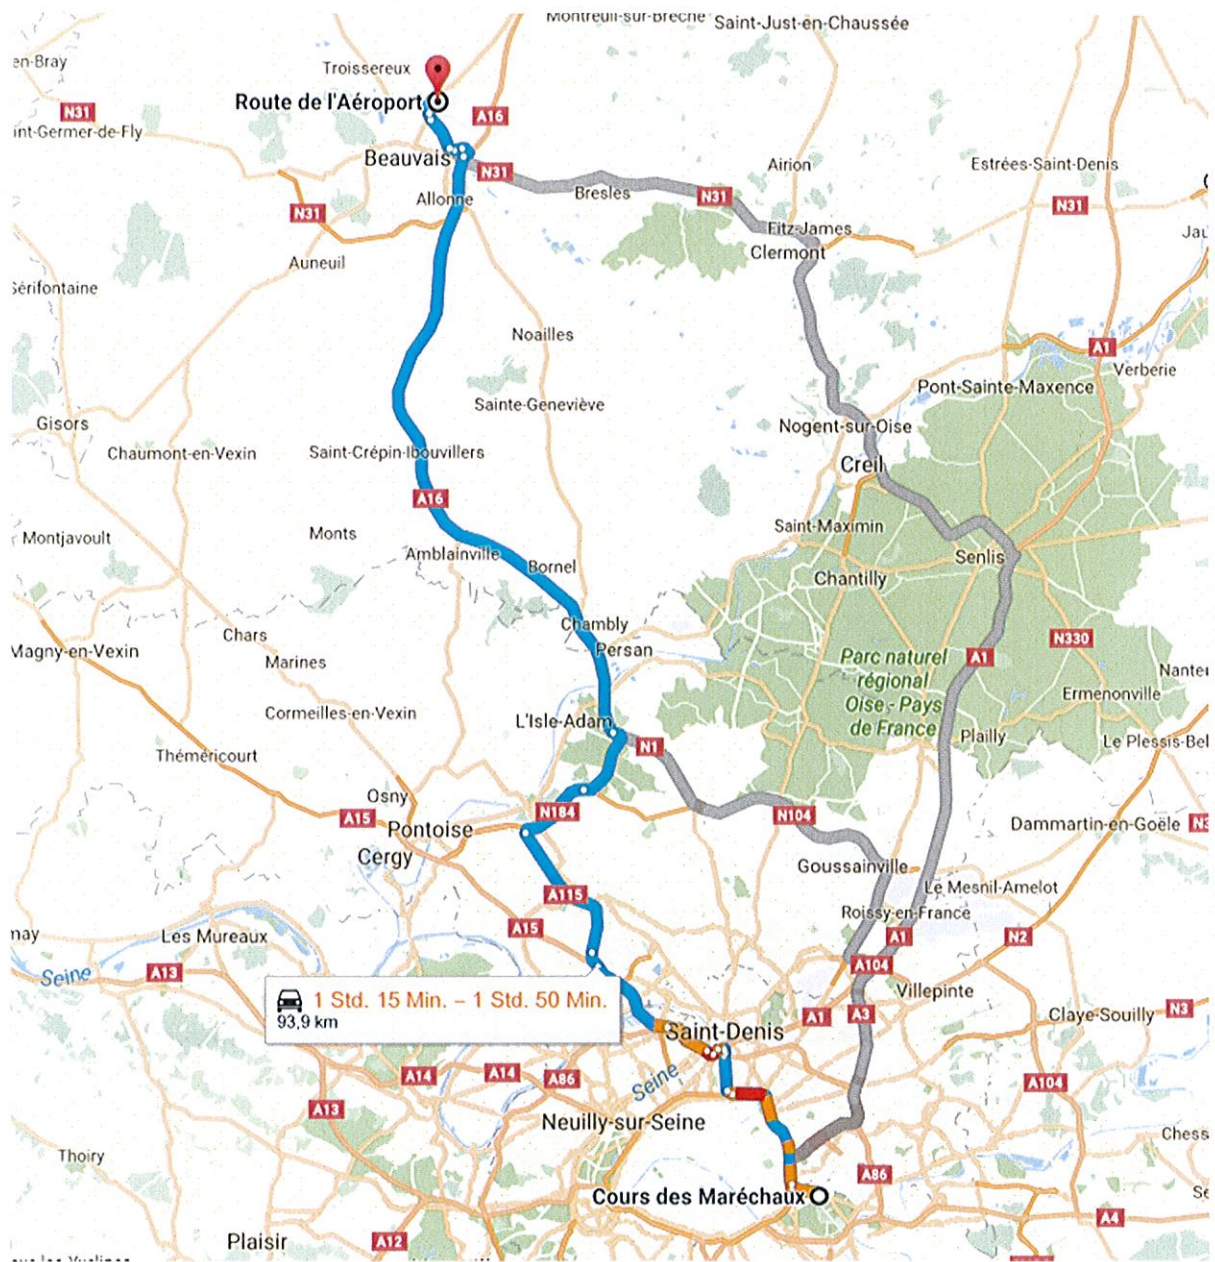 Montreuil-sur-Brêche
Saint-Just-en-Chaussée
en-Bray
Troissereux
N31
Route de l'Aéroport
A16
int-Germer-de-Fly
Beauvais
N31
Airion
Estrées-Saint-Denis
Bresles
N31
N31
Allonne
N31
Fitz-James
Jau
Clermont
Auneuil
Sérifontaine
Noailles
A1
Verberie
Pont-Sainte-Maxence
Sainte-Geneviève
Gisors
Nogent-sur-Oise
Chaumont-en-Vexin
Saint-Crépin-Ibouvillers
Creil
A16
Saint-Maximin
Montjavoult
Monts
Amblainville
Bornel
Senlis
Chantilly
Chambly
Chars
N330
Magny-en-Vexin
Persan
Marines
Parc naturel
régional
Oise - Pays
de France
A1
Nanter
Ermenonville
Cormeilles-en-Vexin
L'Isle-Adam
Plailly
Le Plessis-Bel
N1
Théméricourt
Osny
N184
N104
A15
Pontoise
Dammartin-en-Goële
Cergy
Goussainville
Le Mesnil-Amelot
A115
Roissy-en-France
A15
Les Mureaux
A1
N2
Seine
A13
A104
Villepinte
1 Std. 15 Min. – 1 Std. 50 Min.
93,9 km
A1
A3
Claye-Souilly
N3
Saint-Denis
A14
A14
A86
Seine
A104
A13
Neuilly-sur-Seine
Chess
Thoiry
A86
Cours des Maréchaux
A4
Plaisir
A12